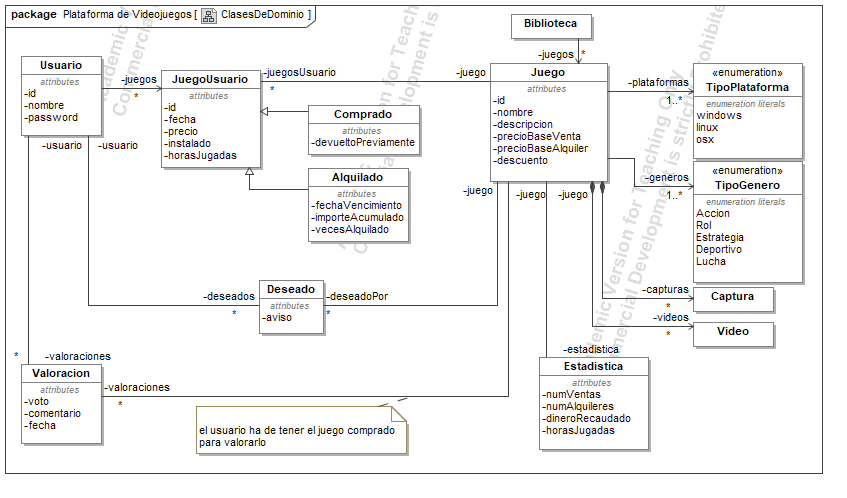 package Plataforma de Videojuegos [ ClasesDeDominio ]
Biblioteca
-juegos *
Usuario
attributes
-id
-nombre
-password
-juegos
*
JuegoUsuario
attributes
-id
-fecha
-precio
-instalado
-horasJugadas
-juegosUsuario
*
-juego
Juego
attributes
-id
-nombre
-descripcion
-precioBaseVenta
-precioBaseAlquiler
-descuento
-plataformas
1..*
«enumeration»
TipoPlataforma
enumeration literals
windows
linux
osx
Comprado
attributes
-devueltoPreviamente
-usuario
-usuario
Alquilado
attributes
-fechaVencimiento
-importeAcumulado
-vecesAlquilado
-generos
1..*
«enumeration»
TipoGenero
enumeration literals
Accion
Rol
Estrategia
Deportivo
Lucha
-juego
-juego
-juego
-deseados
*
Deseado
attributes
-aviso
-deseadoPor
*
-capturas
*
Captura
-videos
*
Video
* -valoraciones
Valoracion
attributes
-voto
-comentario
-fecha
-valoraciones
*
-estadistica
Estadistica
attributes
-numVentas
-numAlquileres
-dineroRecaudado
-horasJugadas
el usuario ha de tener el juego comprado
para valorarlo